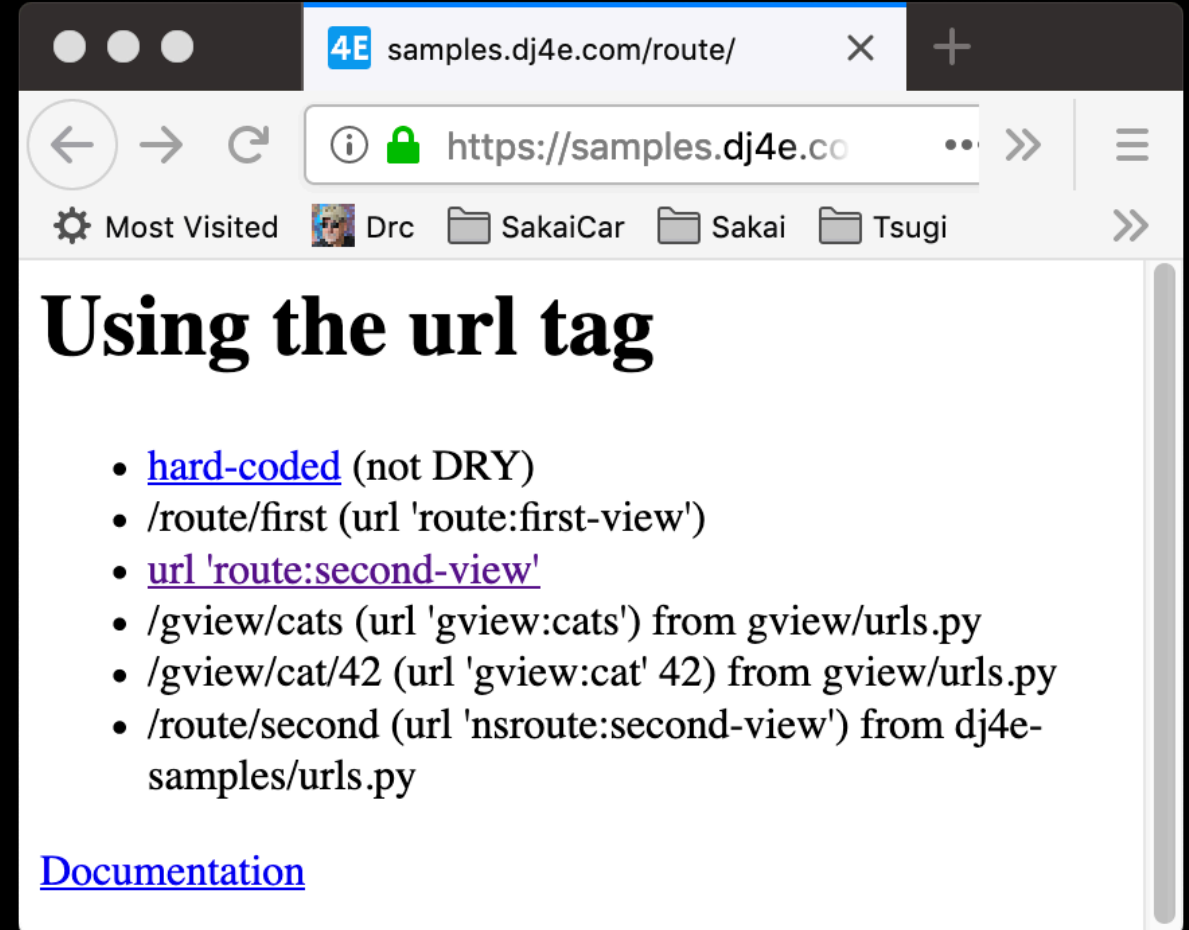 4E samples.dj4e.com/route/
https://samples.dj4e.co
Most Visited Drc SakaiCar Sakai Tsugi
Using the url tag
hard-coded (not DRY)
/route/first (url 'route:first-view')
url 'route:second-view'
/gview/cats (url 'gview:cats') from gview/urls.py
/gview/cat/42 (url 'gview:cat' 42) from gview/urls.py
/route/second (url 'nsroute:second-view') from dj4e-
samples/urls.py
Documentation